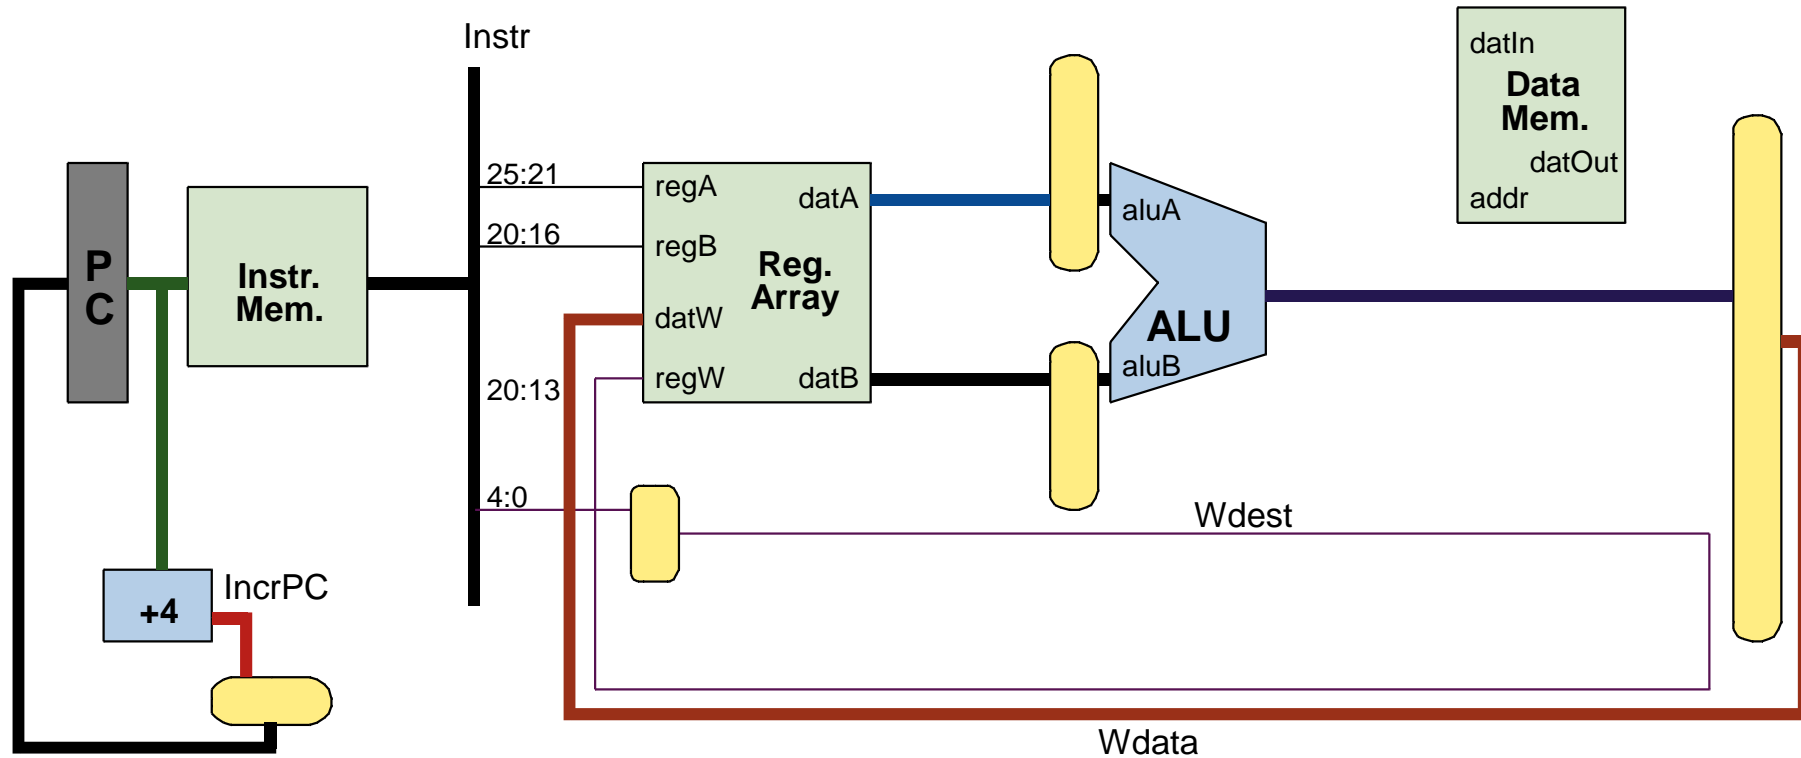 Instr
datIn
Data
Mem.
datOut
addr
25:21
regA
datA
aluA
20:16
regB
P
C
Instr.
Mem.
Reg.
Array
datW
ALU
20:13
regW
datB
aluB
4:0
Wdest
IncrPC
+4
Wdata